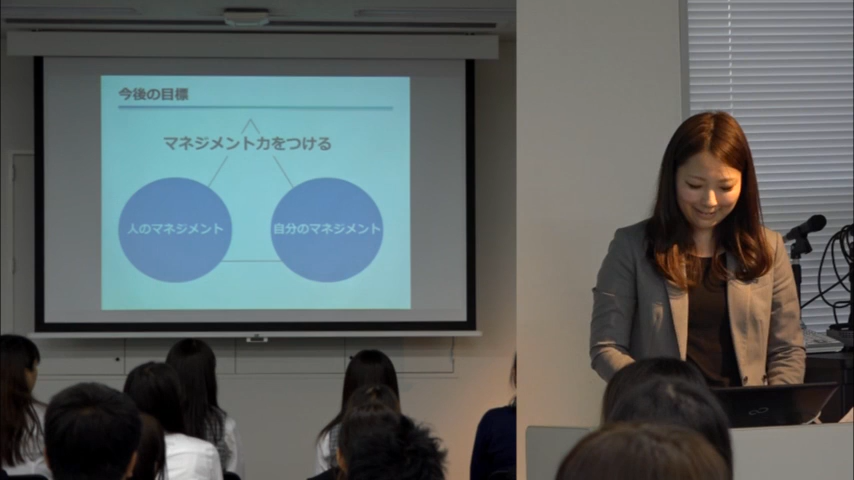 今後の目標
マネジメント力をつける
人のマネジメント
自分のマネジメント